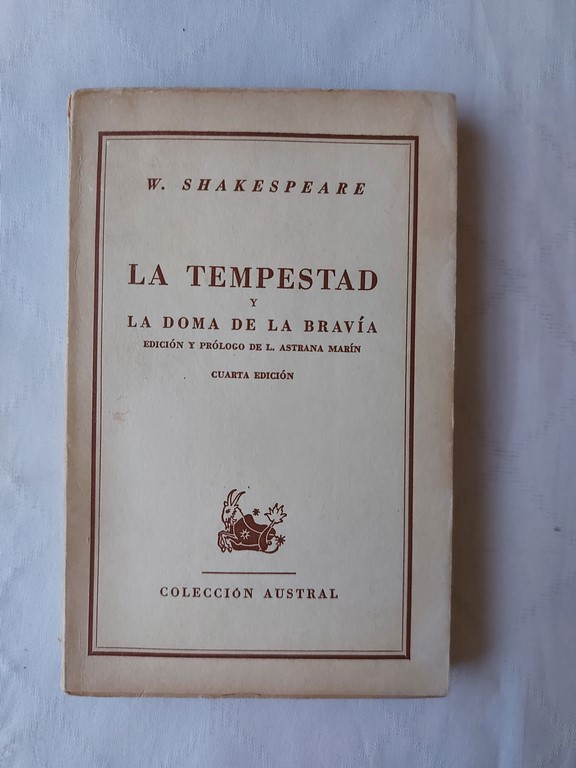 W. SHAKESPEARE
LA TEMPESTAD
Y
LA DOMA DE LA BRAVÍA
EDICIÓN Y PRÓLOGO DE L. ASTRANA MARÍN
CUARTA EDICIÓN
COLECCIÓN AUSTRAL